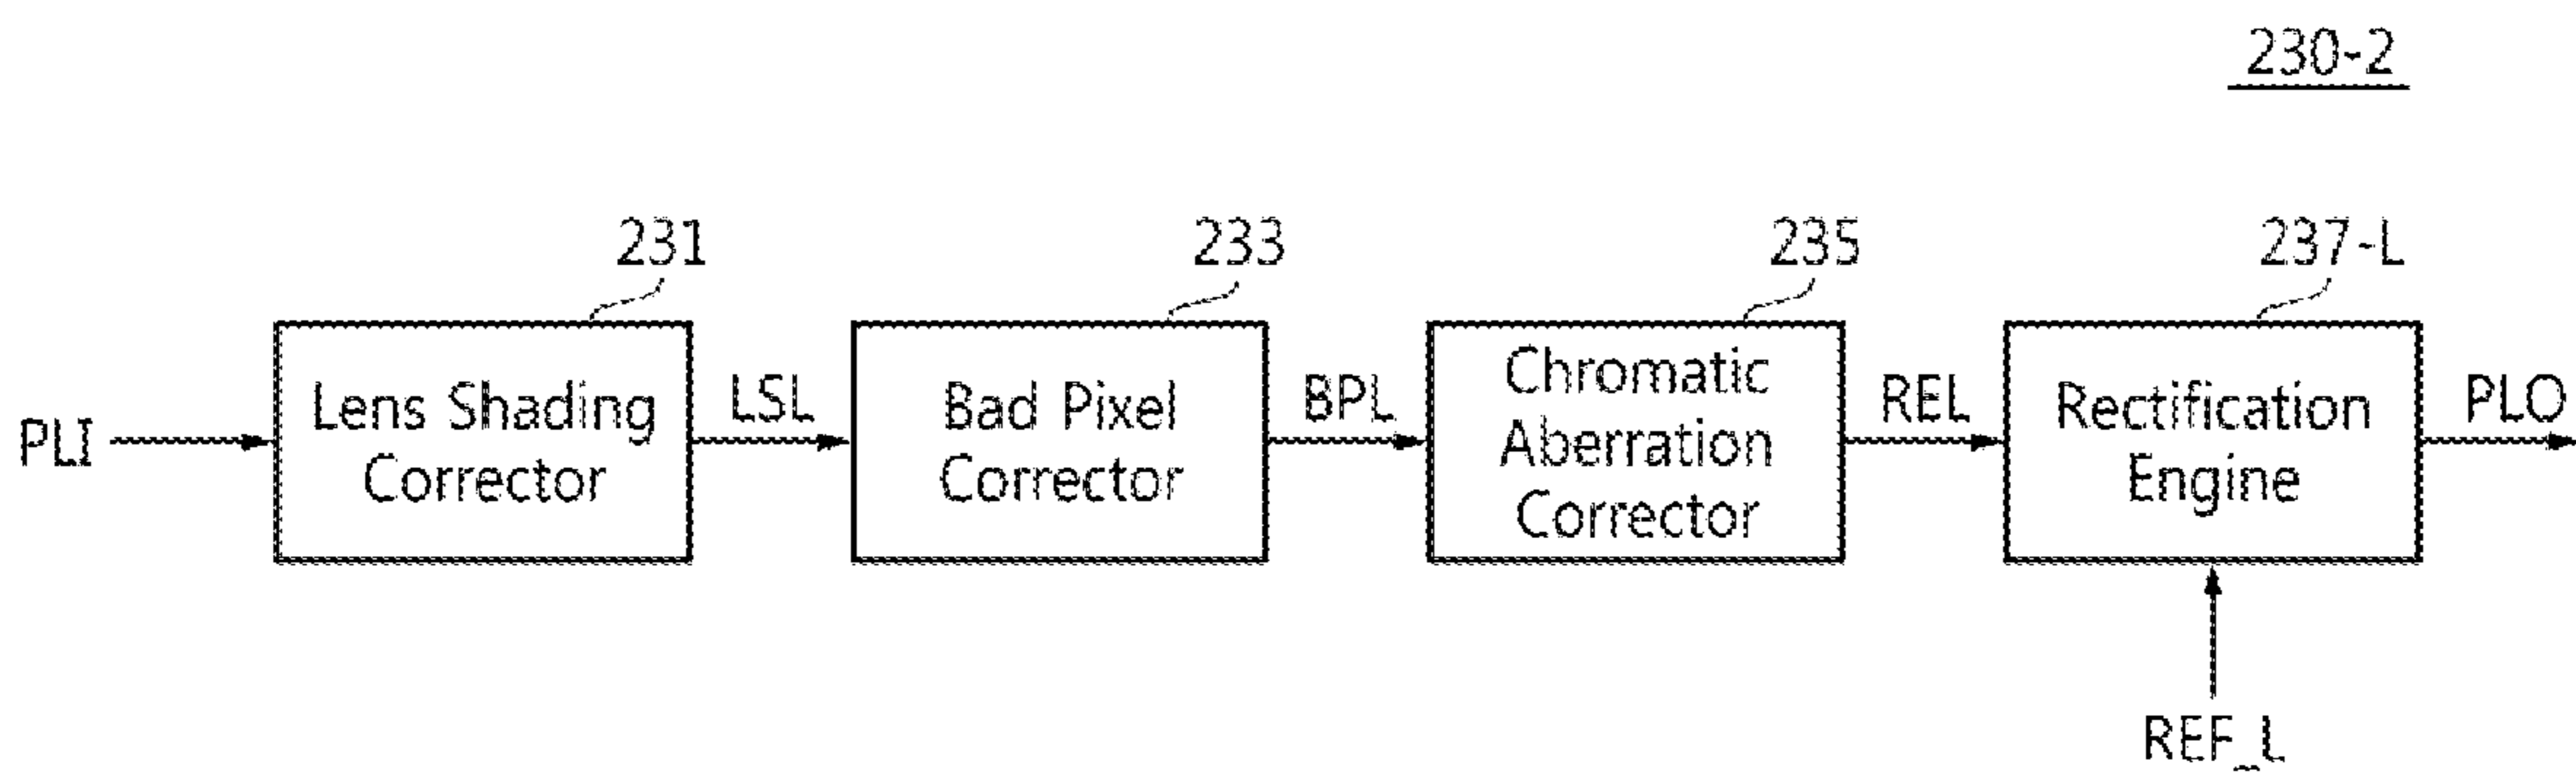 230-2
231
233
235
237-L
PLI
Lens Shading
Corrector
LSL
Bad Pixel
Corrector
BPL
Chromatic
Aberration
Corrector
REL
Rectification
Engine
PLO
REF_L